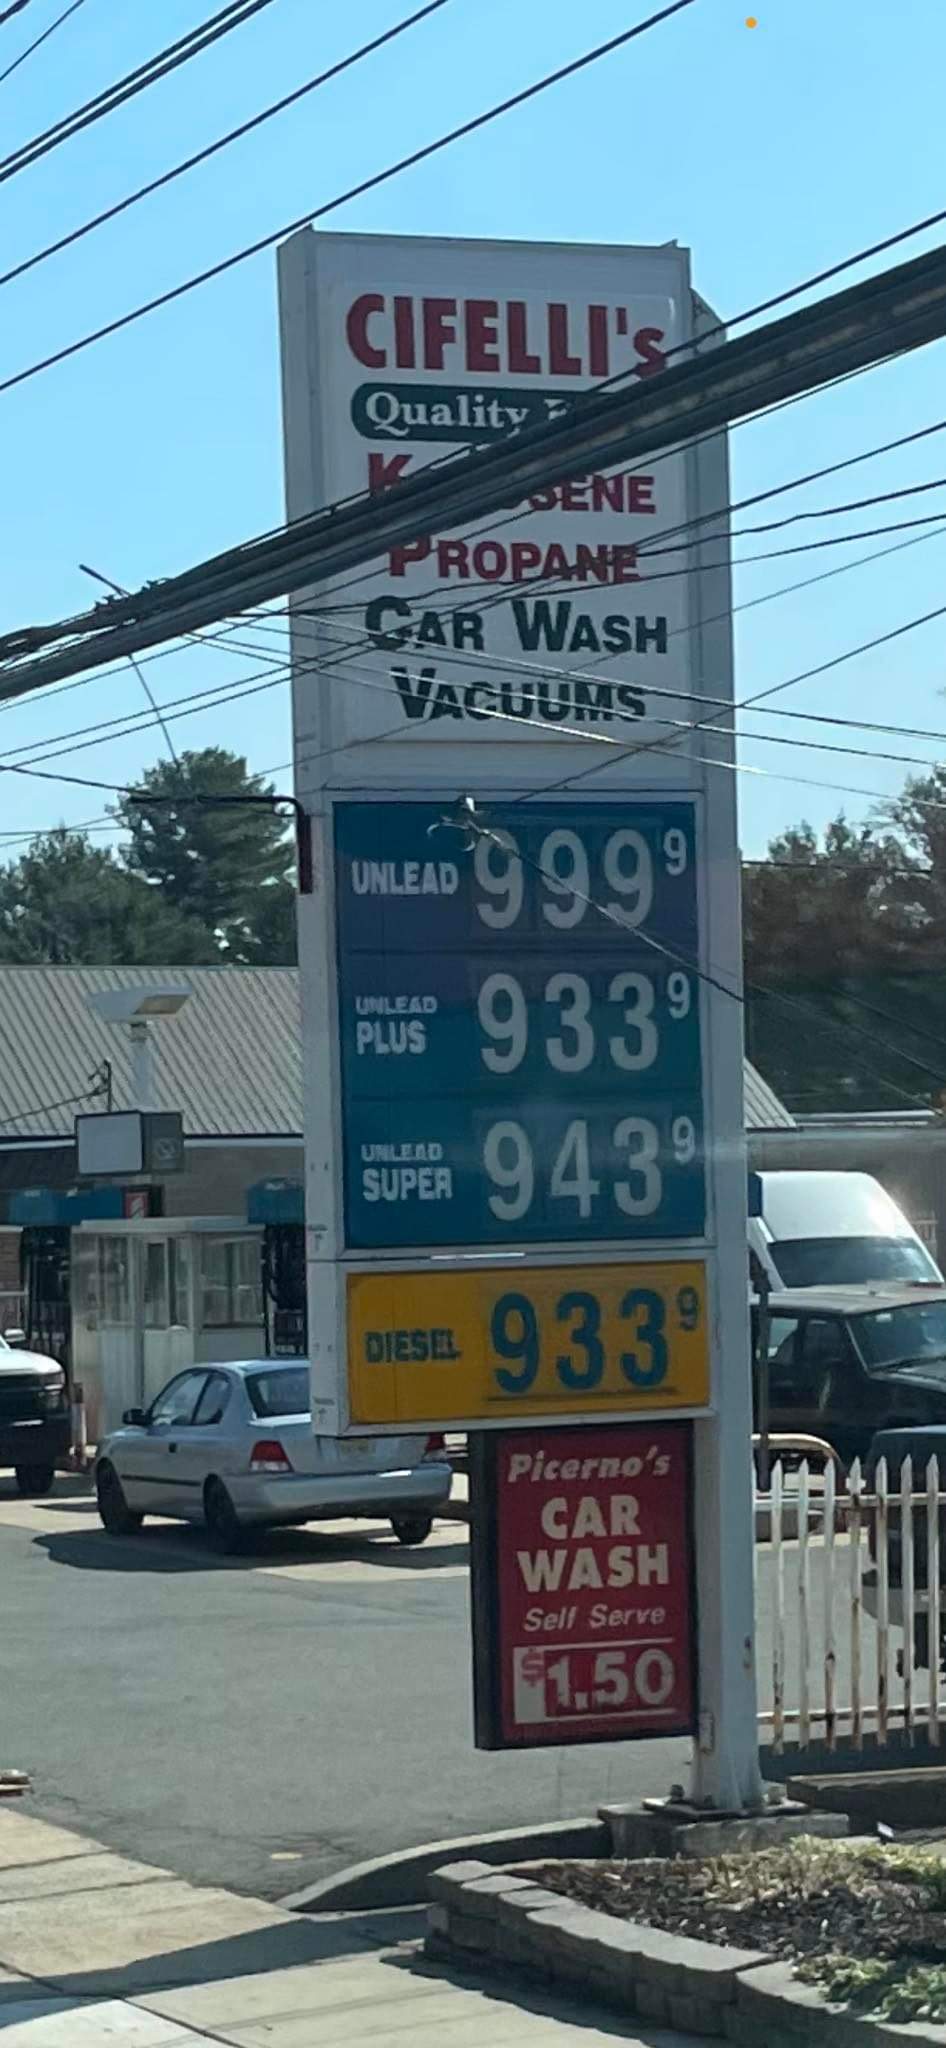 CIFELLI's
Quality
PROPANE
CAR WASH
VACUUMS
UNLEAD 999 9
UNLEAD
PLUS 933 9
UNLEAD
SUPER 943 9
DIESEL 933 9
Picerno's
CAR
WASH
Self Serve
$1.50